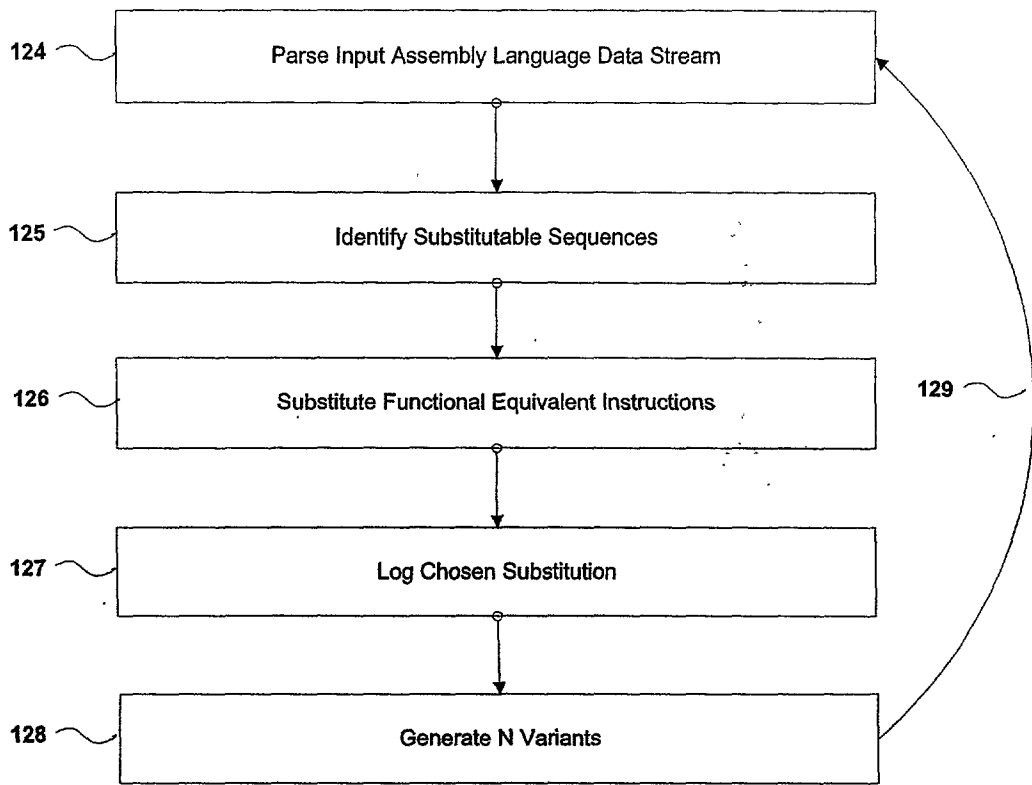 124
Parse Input Assembly Language Data Stream
125
Identify Substitutable Sequences
126
Substitute Functional Equivalent Instructions
129
127
Log Chosen Substitution
128
Generate N Variants